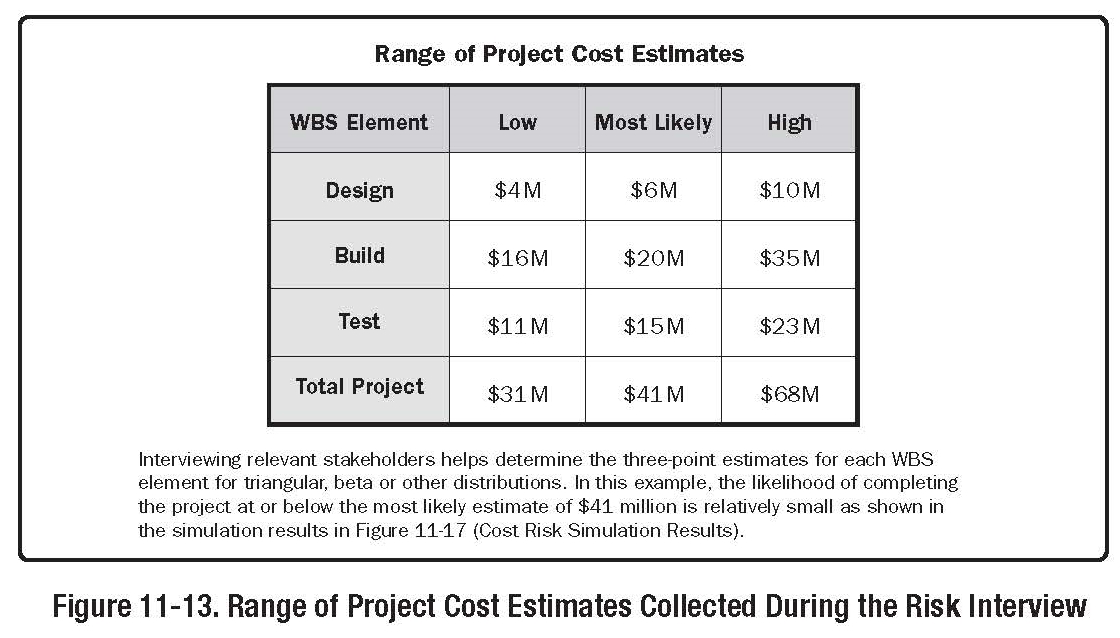 Range of Project Cost Estimates
WBS Element Low Most Likely High
Design $4M $6M $10M
Build $16M $20M $35M
Test $11M $15M $23M
Total Project $31M $41M $68M
Interviewing relevant stakeholders helps determine the three-point estimates for each WBS
element for triangular, beta or other distributions. In this example, the likelihood of completing
the project at or below the most likely estimate of $41 million is relatively small as shown in
the simulation results in Figure 11-17 (Cost Risk Simulation Results).
Figure 11-13. Range of Project Cost Estimates Collected During the Risk Interview